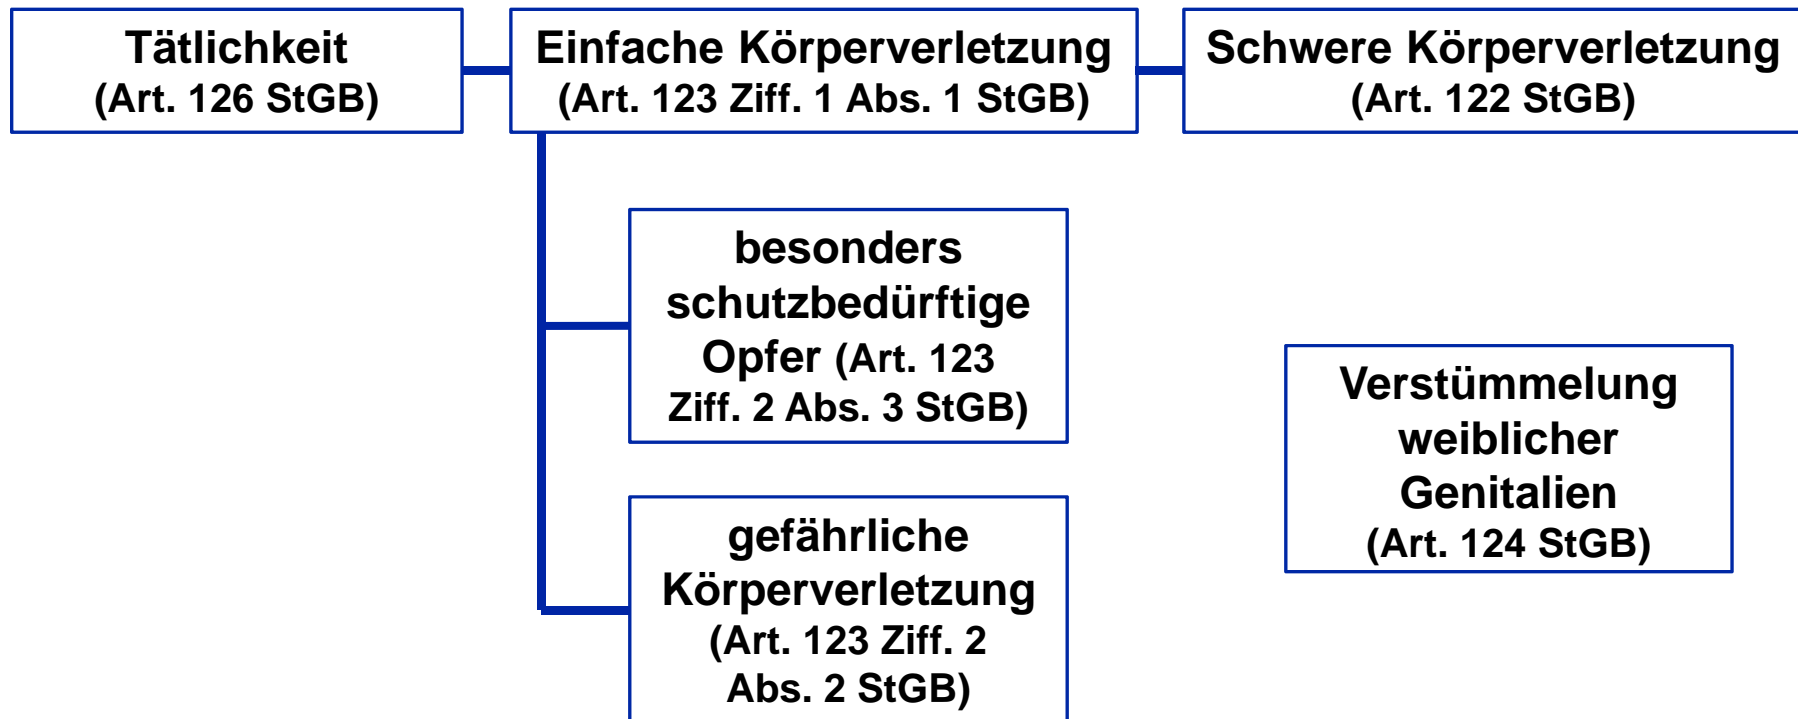 Tätlichkeit
(Art. 126 StGB)
Einfache Körperverletzung
(Art. 123 Ziff. 1 Abs. 1 StGB)
Schwere Körperverletzung
(Art. 122 StGB)
besonders
schutzbedürftige
Opfer (Art. 123
Ziff. 2 Abs. 3 StGB)
Verstümmelung
weiblicher
Genitalien
(Art. 124 StGB)
gefährliche
Körperverletzung
(Art. 123 Ziff. 2
Abs. 2 StGB)